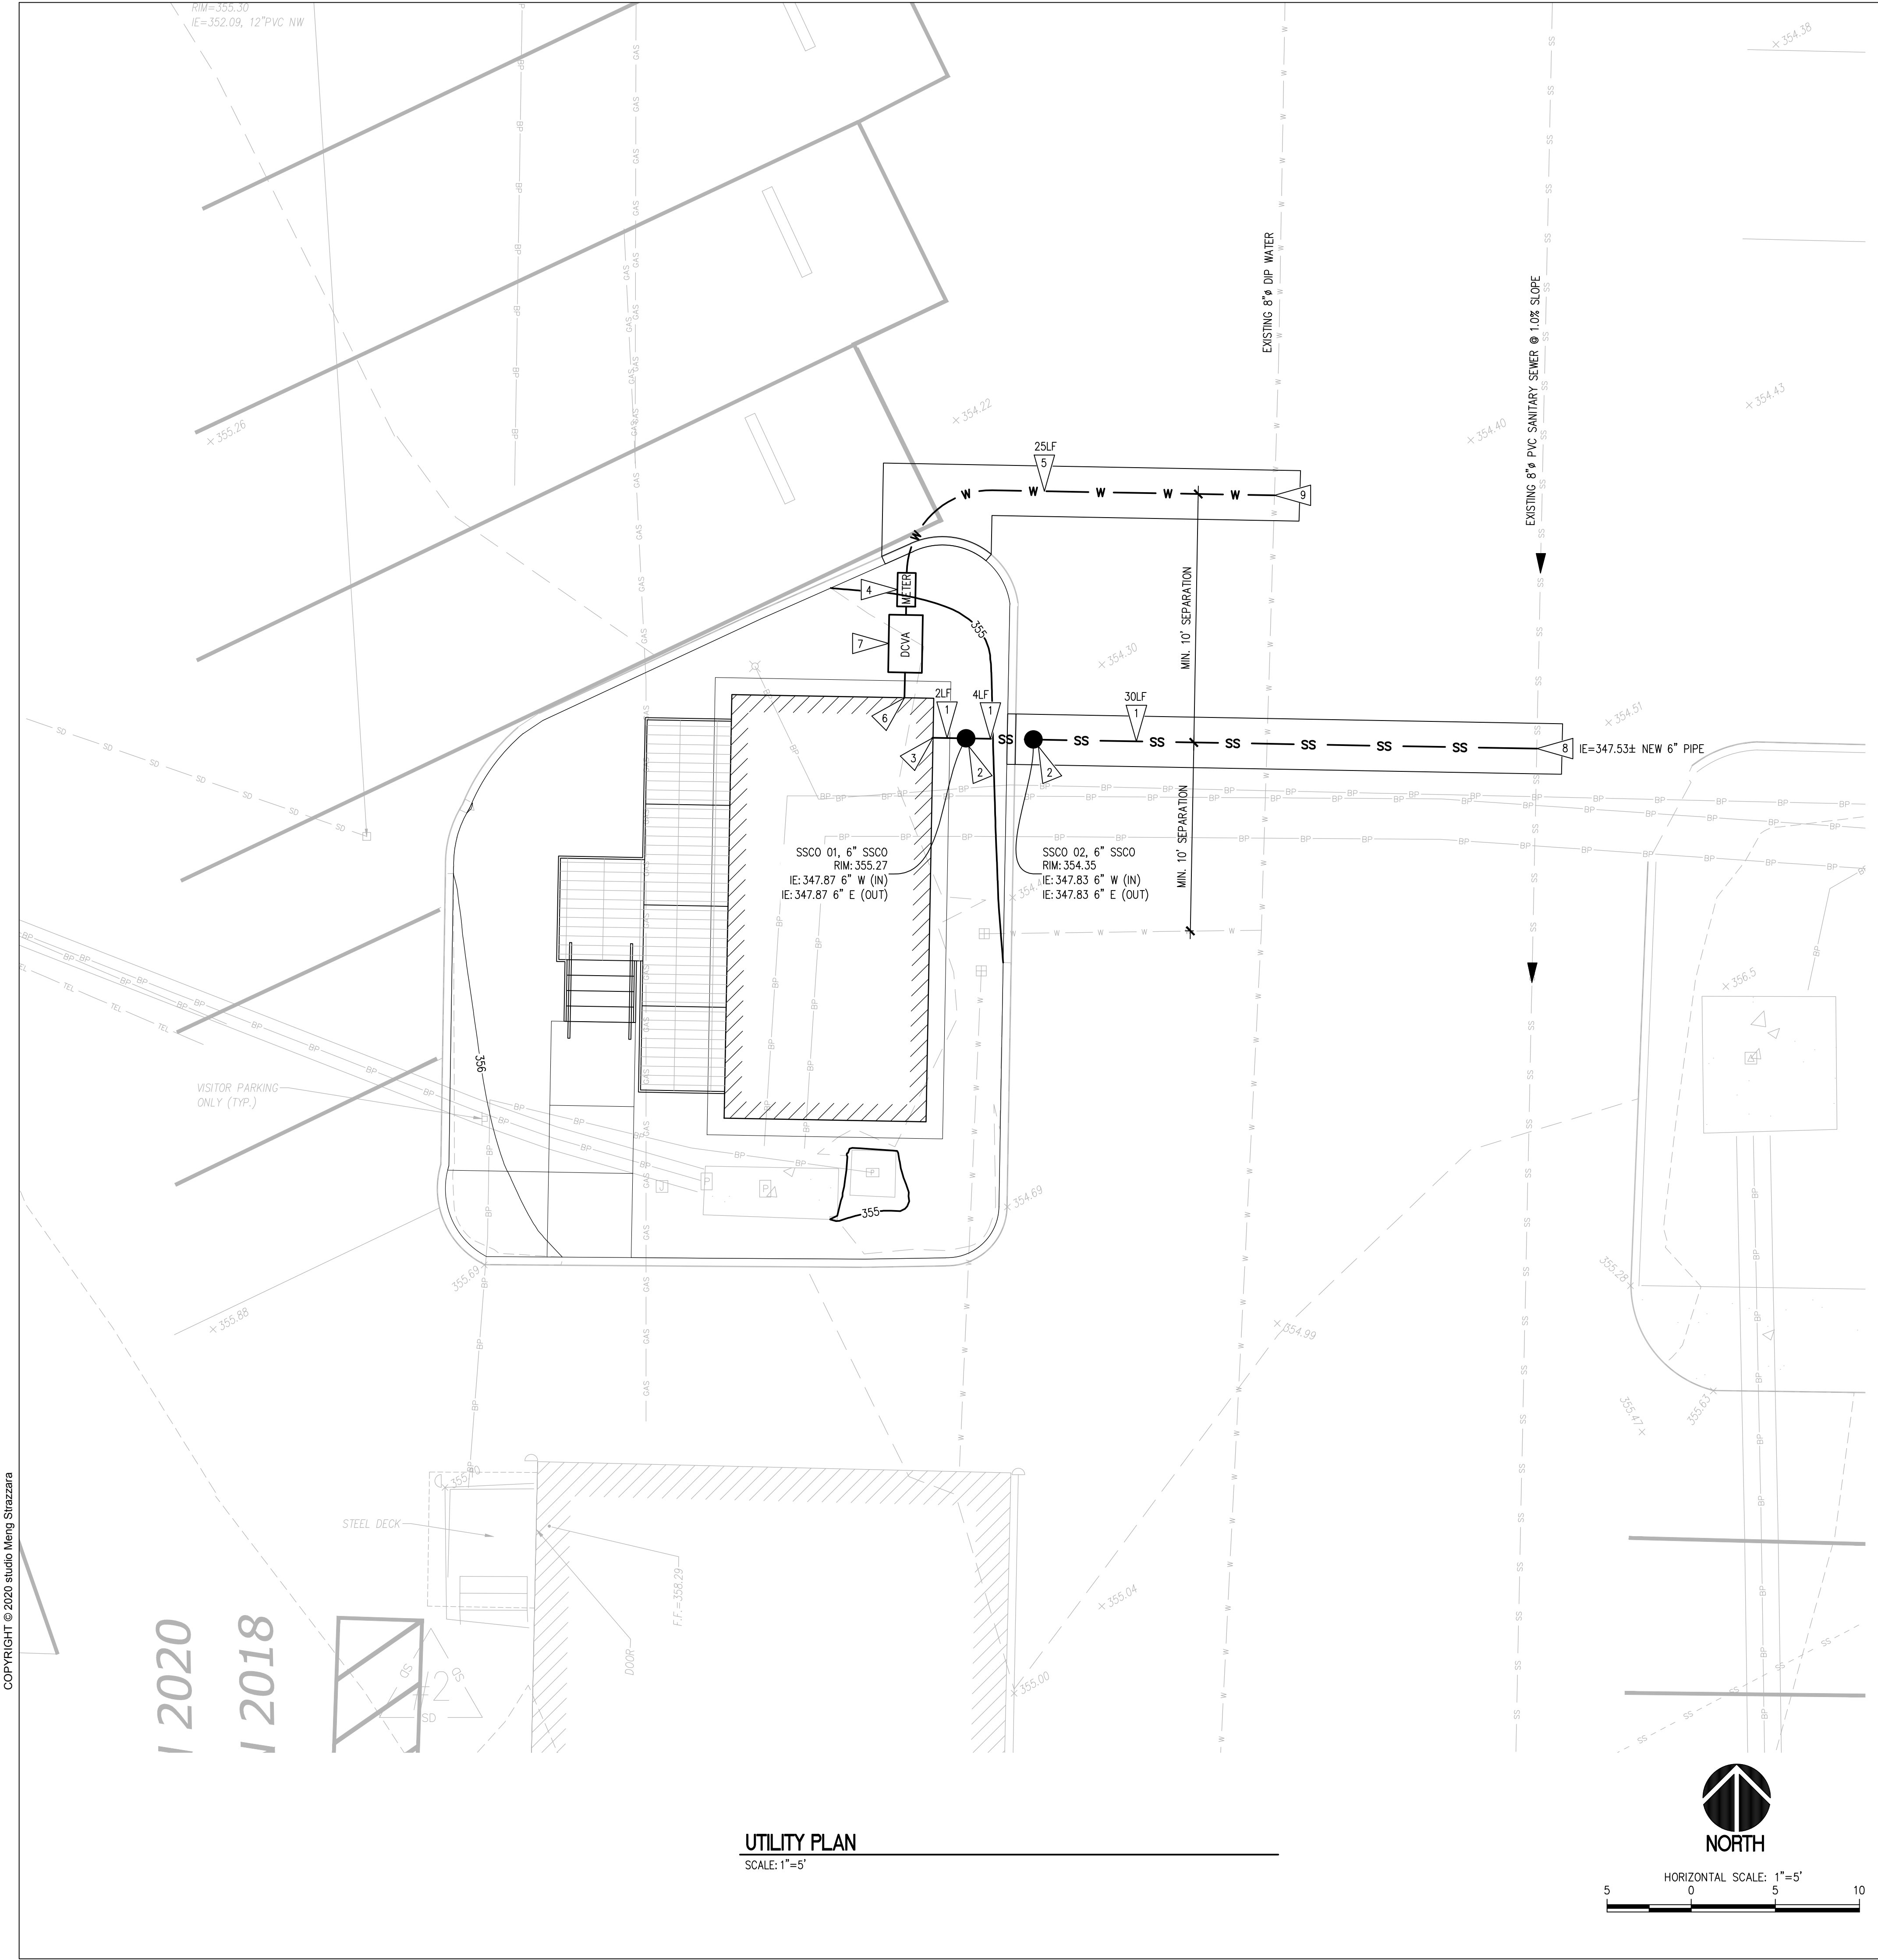 RIM=355.30
IE=352.09, 12"PVC NW
354.38
EXISTING 8"ø DIP WATER
EXISTING 8"ø PVC SANITARY SEWER @ 1.0% SLOPE
355.26
354.22
354.40
354.43
25LF
5
9
METER
4
DCVA
7
355
MIN. 10' SEPARATION
354.30
354.51
2LF
4LF
30LF
1
1
1
6
3
2
2
SS SS SS SS SS SS SS
8
IE=347.53± NEW 6" PIPE
SSCO 01, 6" SSCO
RIM: 355.27
IE: 347.87 6" W (IN)
IE: 347.87 6" E (OUT)
SSCO 02, 6" SSCO
RIM: 354.35
IE: 347.83 6" W (IN)
IE: 347.83 6" E (OUT)
MIN. 10' SEPARATION
356.5
356
VISITOR PARKING
ONLY (TYP.)
J
P
P
355
354.69
355.69
355.88
355.28
354.99
355.47
355.63
STEEL DECK
F.F.=358.29
DOOR
355.04
355.00
2020
2018
SD
SD
SD
COPYRIGHT © 2020 studio Meng Strazzara
UTILITY PLAN
SCALE: 1"=5'
NORTH
HORIZONTAL SCALE: 1"=5'
5 0 5 10